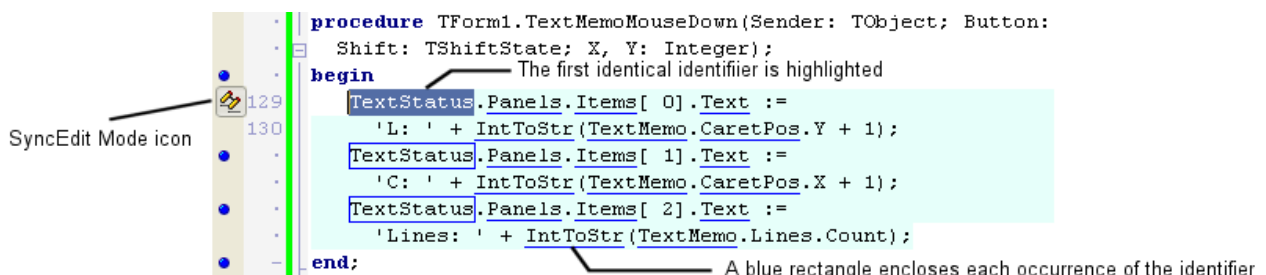 procedure TForm1.TextMemoMouseDown(Sender: TObject; Button:
Shift: TShiftState; X, Y: Integer);
begin
The first identical identifiier is highlighted
129 TextStatus.Panels.Items[ 0].Text :=
SyncEdit Mode icon
130 'L: ' + IntToStr(TextMemo.CaretPos.Y + 1);
TextStatus.Panels.Items[ 1].Text :=
'C: ' + IntToStr(TextMemo.CaretPos.X + 1);
TextStatus.Panels.Items[ 2].Text :=
'Lines: ' + IntToStr(TextMemo.Lines.Count);
end;
A blue rectangle encloses each occurrence of the identifier